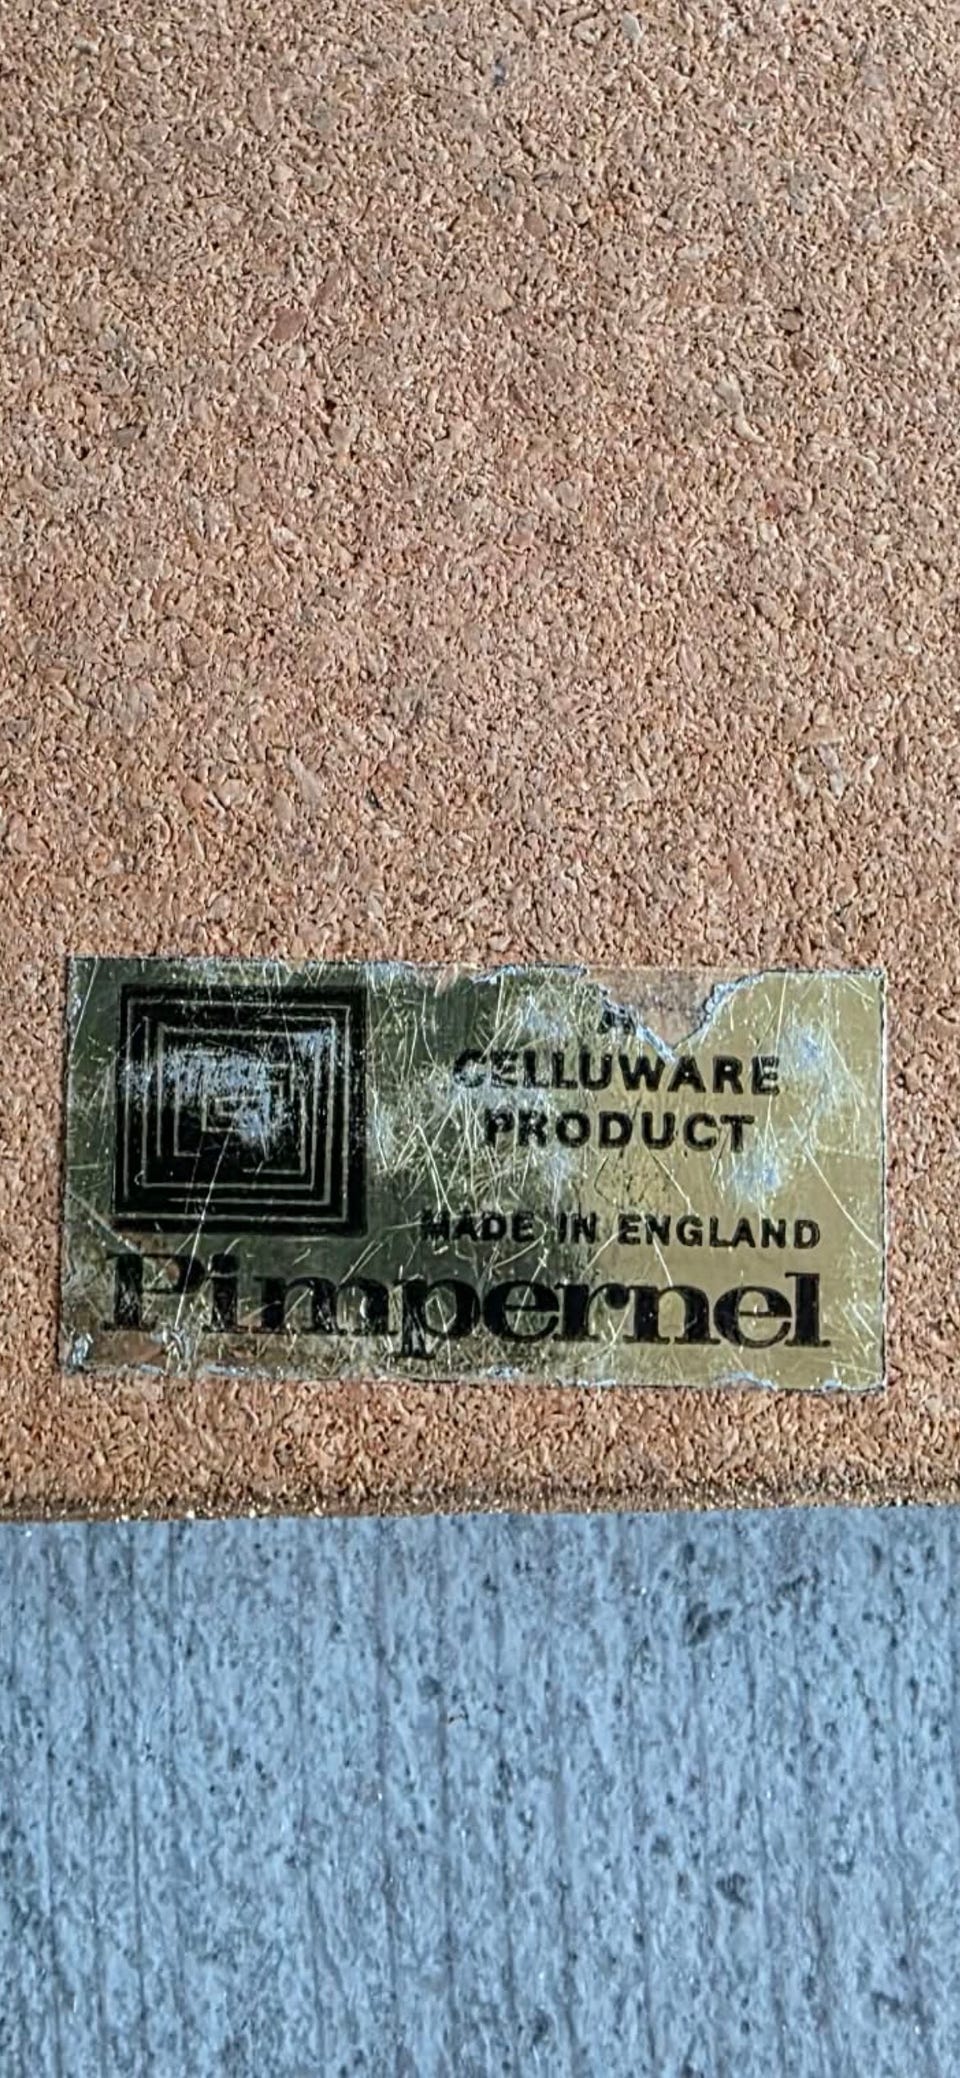 CELLUWARE
PRODUCT
MADE IN ENGLAND
Pimpernel